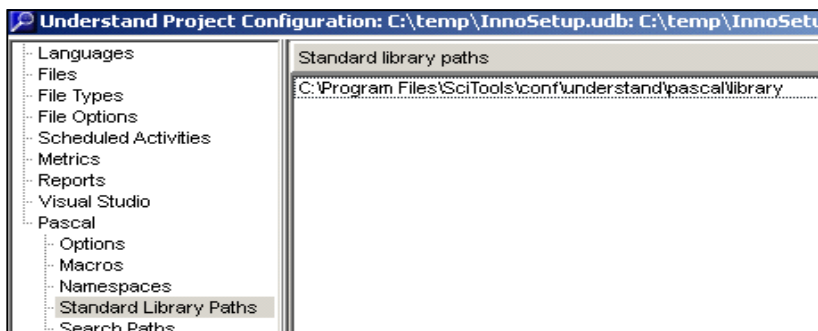 Understand Project Configuration: C:\temp\InnoSetup.udb: C:\temp\InnoSetu
Languages
Files
File Types
File Options
Scheduled Activities
Metrics
Reports
Visual Studio
Pascal
Options
Macros
Namespaces
Standard Library Paths
Search Paths
Standard library paths
C:\Program Files\SciTools\conf\understand\pascal\library